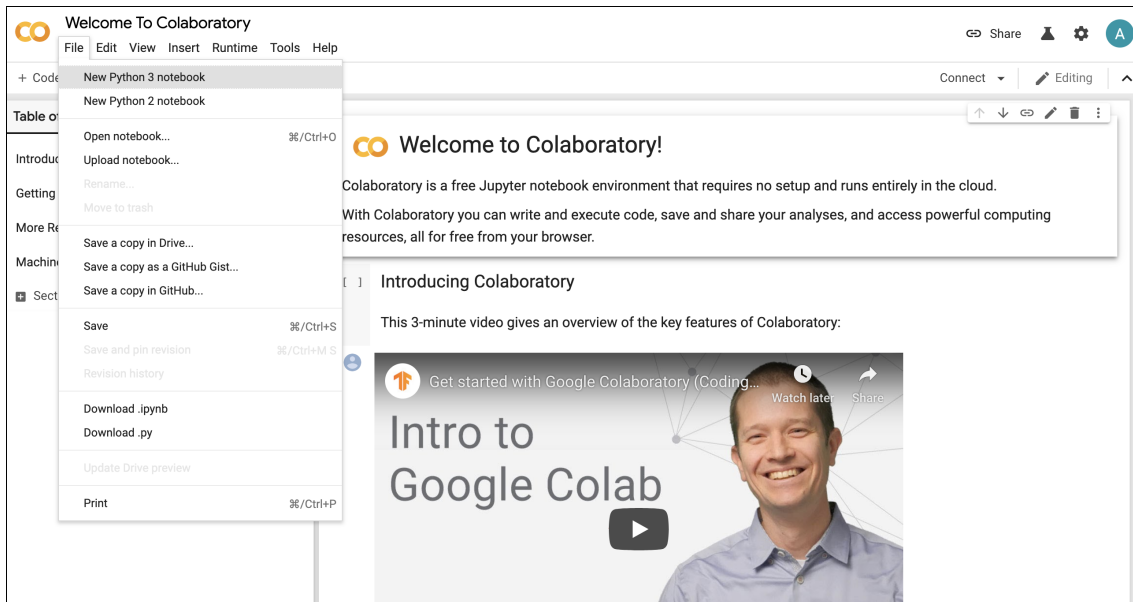 Welcome To Colaboratory
File Edit View Insert Runtime Tools Help
Share
A
+ Code
Connect
Editing
New Python 3 notebook
New Python 2 notebook
Open notebook... ⌘/Ctrl+O
Upload notebook...
Rename...
Move to trash
Save a copy in Drive...
Save a copy as a GitHub Gist...
Save a copy in GitHub...
Save ⌘/Ctrl+S
Save and pin revision ⌘/Ctrl+M S
Revision history
Download .ipynb
Download .py
Update Drive preview
Print ⌘/Ctrl+P
Table of
Introduc
Getting
More Re
Machine
Sect
Welcome to Colaboratory!
Colaboratory is a free Jupyter notebook environment that requires no setup and runs entirely in the cloud.
With Colaboratory you can write and execute code, save and share your analyses, and access powerful computing
resources, all for free from your browser.
[ ] Introducing Colaboratory
This 3-minute video gives an overview of the key features of Colaboratory:
Get started with Google Colaboratory (Coding...
Watch later
Share
Intro to
Google Colab